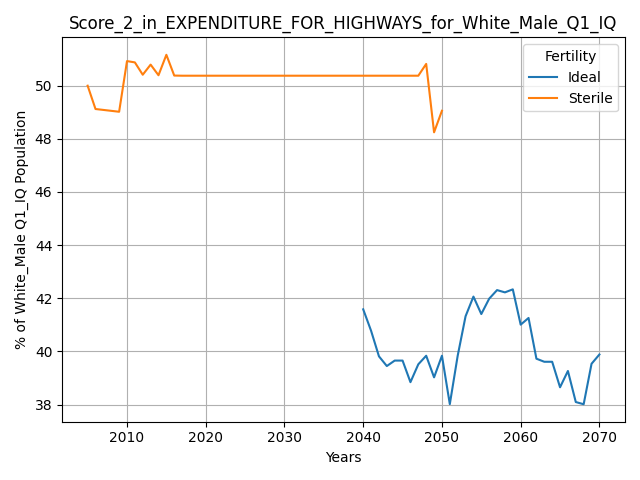 Score_2_in_EXPENDITURE_FOR_HIGHWAYS_for_White_Male_Q1_IQ
Fertility
Ideal
Sterile
% of White_Male Q1_IQ Population
50
48
46
44
42
40
38
2010
2020
2030
2040
2050
2060
2070
Years